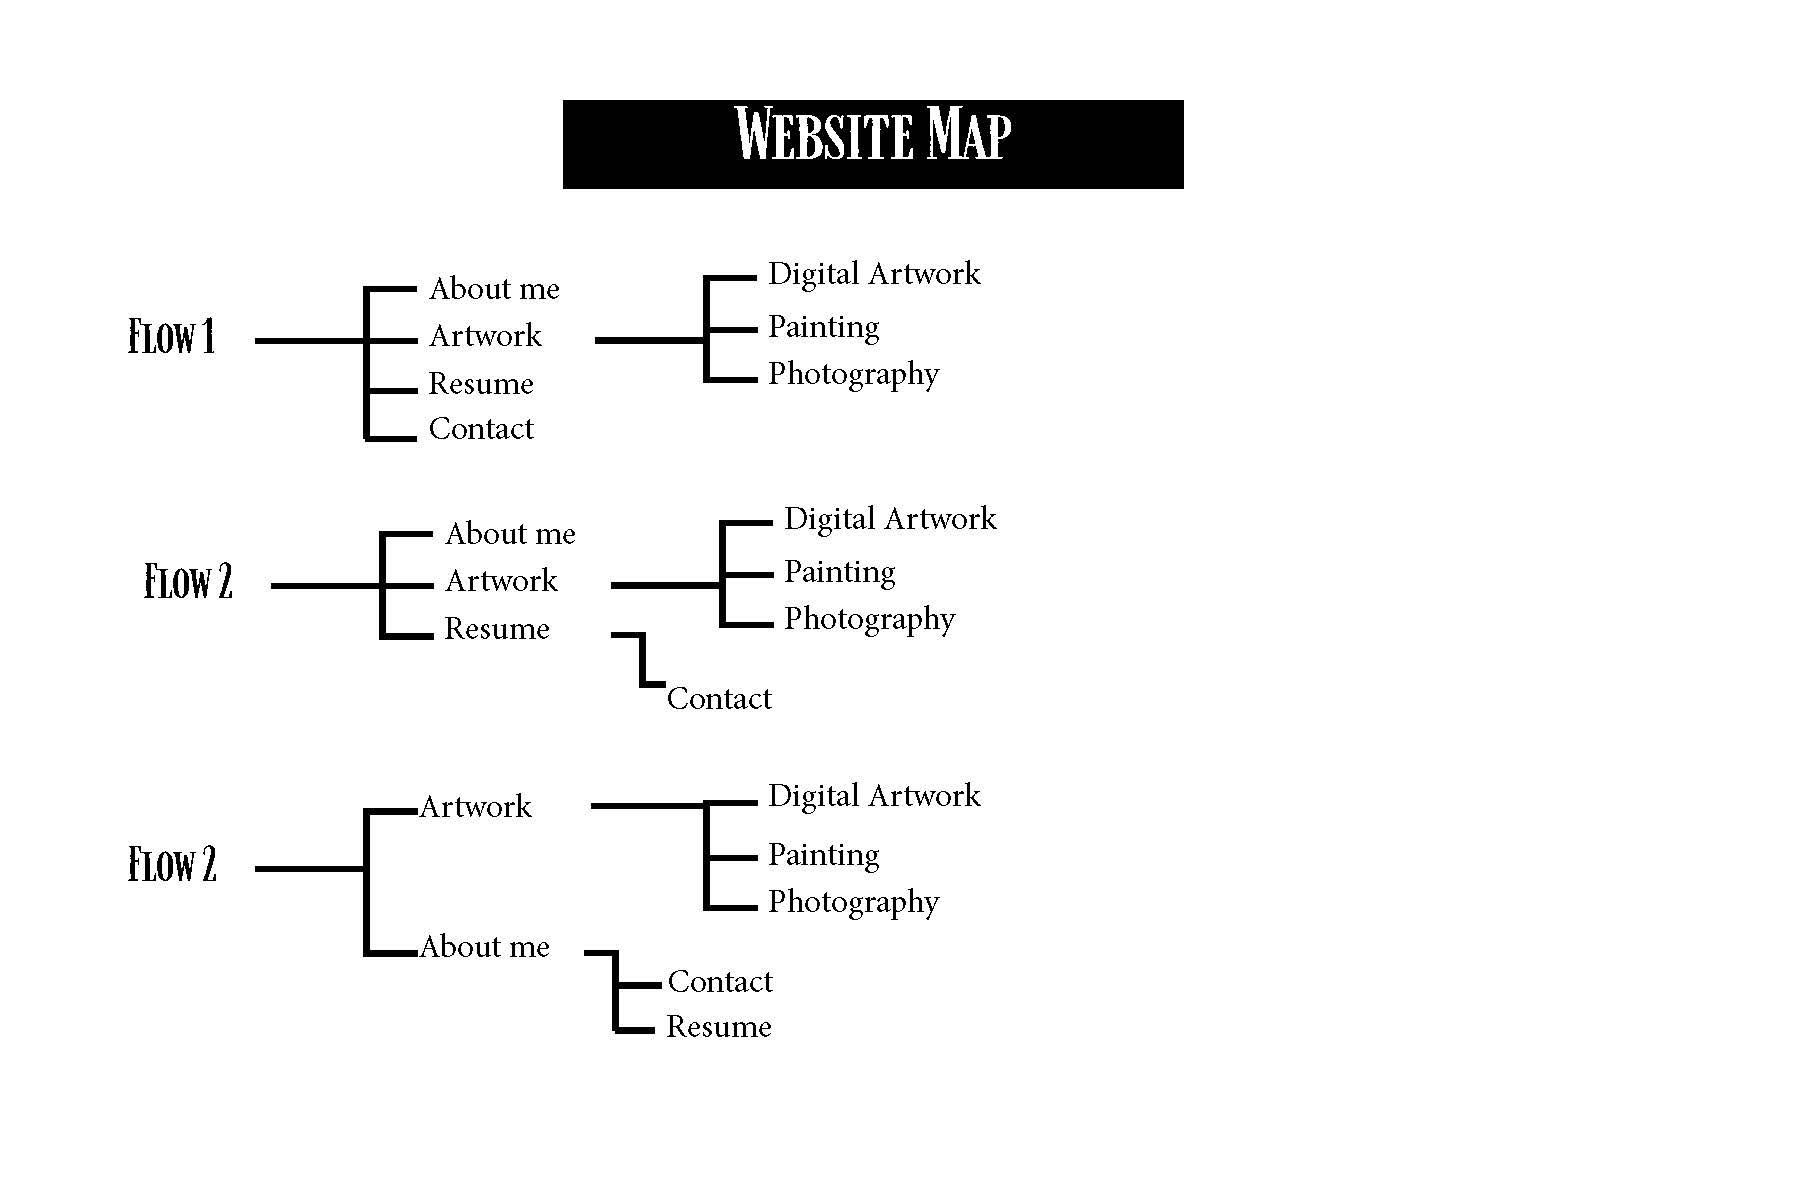 Website Map
Flow 1
About me
Artwork
Resume
Contact
Digital Artwork
Painting
Photography
Flow 2
About me
Artwork
Resume
Digital Artwork
Painting
Photography
Contact
Flow 2
Artwork
Digital Artwork
Painting
Photography
About me
Contact
Resume